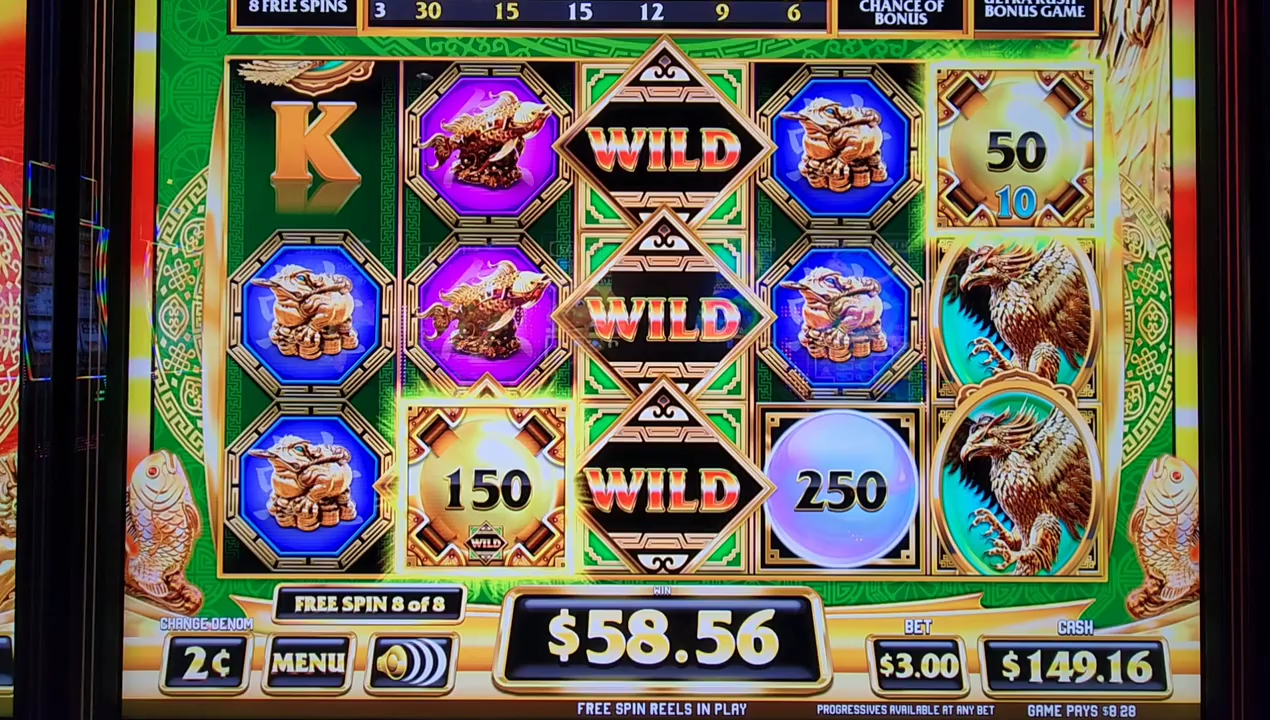 8 FREE SPINS
3 30 15 15 12 9 6
CHANCE OF
BONUS
BONUS GAME
K
WILD
50
10
WILD
150
WILD
WILD
250
FREE SPIN 8 of 8
WIN
CHANGE DENOM
2¢
MENU
$58.56
BET
$3.00
CASH
$149.16
FREE SPIN REELS IN PLAY
PROGRESSIVES AVAILABLE AT ANY BET
GAME PAYS $8.28